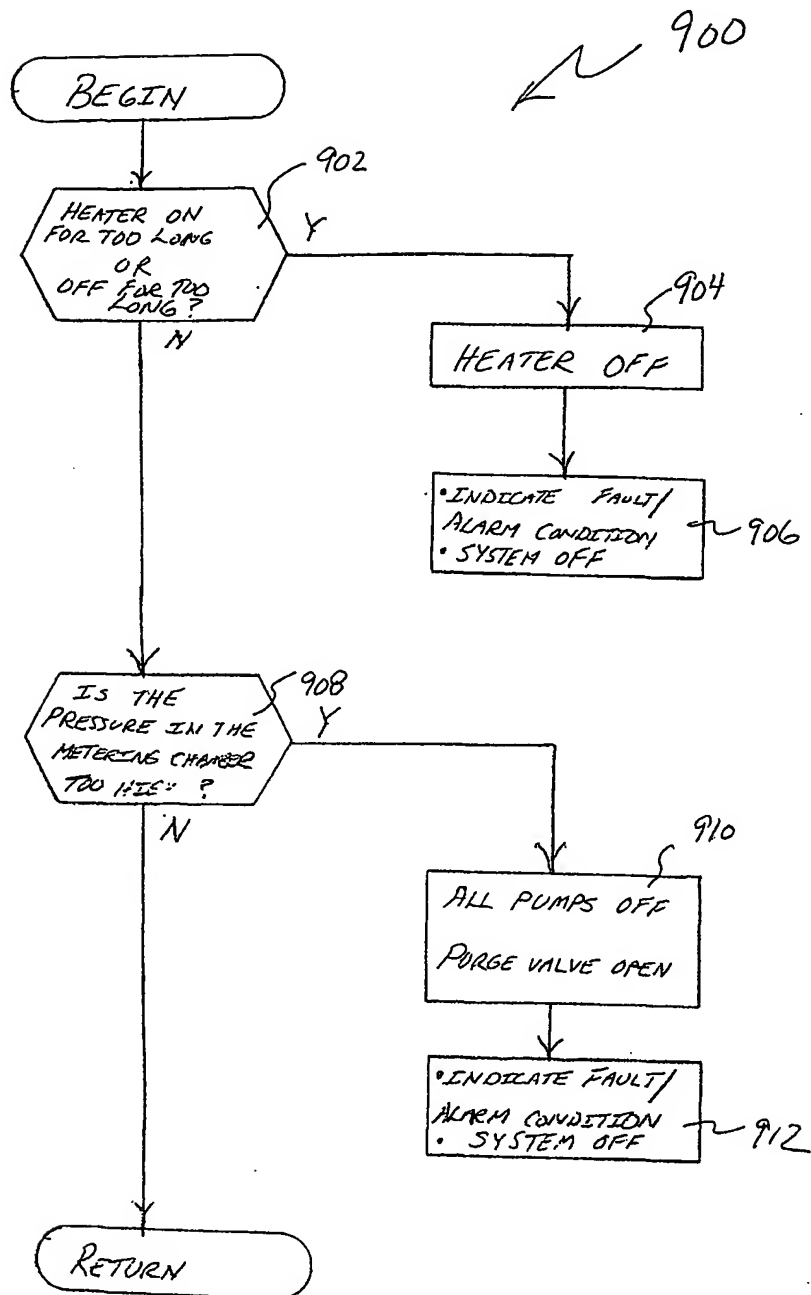 900
BEGIN
902
HEATER ON
FOR TOO LONG
OR
OFF FOR TOO
LONG?
Y
N
904
HEATER OFF
• INDICATE FAULT/
ALARM CONDITION
• SYSTEM OFF
906
IS THE
PRESSURE IN THE
METERING CHAMBER
TOO ?
908
Y
N
910
ALL PUMPS OFF
PURGE VALVE OPEN
• INDICATE FAULT/
ALARM CONDITION
• SYSTEM OFF
912
RETURN